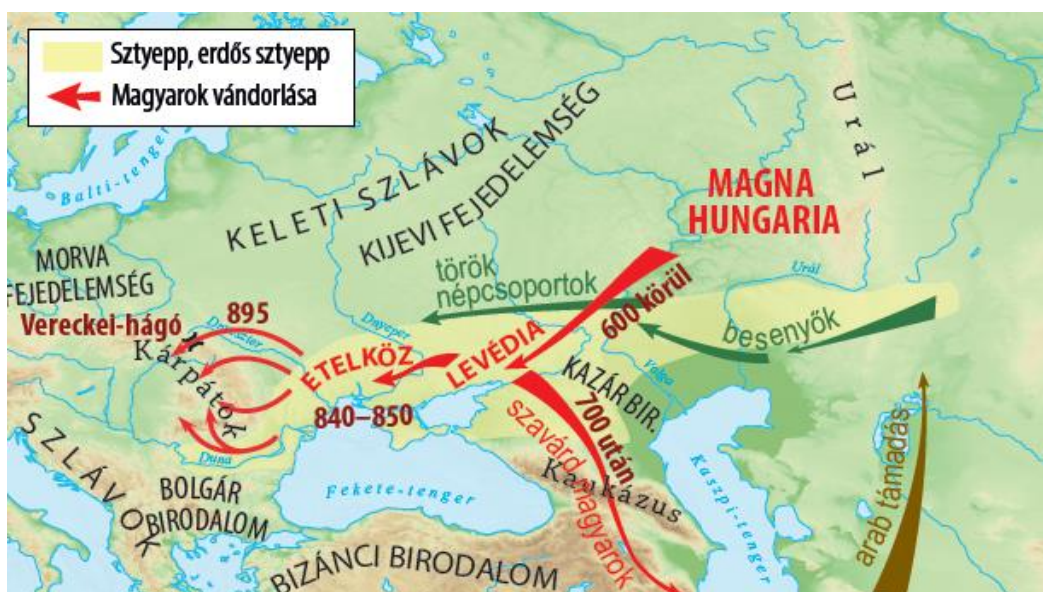 Sztyepp, erdős sztyepp
Magyarok vándorlása
Balti-tenger
KELETI SZLÁVOK
KIJEVI FEJEDELEMSÉG
Urál
MAGNA
HUNGARIA
MORVA
FEJEDELEMSÉG
Vereckei-hágó
895
Dnyeszter
Dnyeper
török
népcsoportok
600 körül
Urál
besenyők
Kárpátok
ETELKÖZ
LEVÉDIA
840–850
KAZÁR BIR.
Volga
700 után
szavárd magyarok
Kaukázus
SZLÁVOK
Duna
BOLGÁR
BIRODALOM
Fekete-tenger
Kaszpi-tenger
arab támadás
BIZÁNCI BIRODALOM